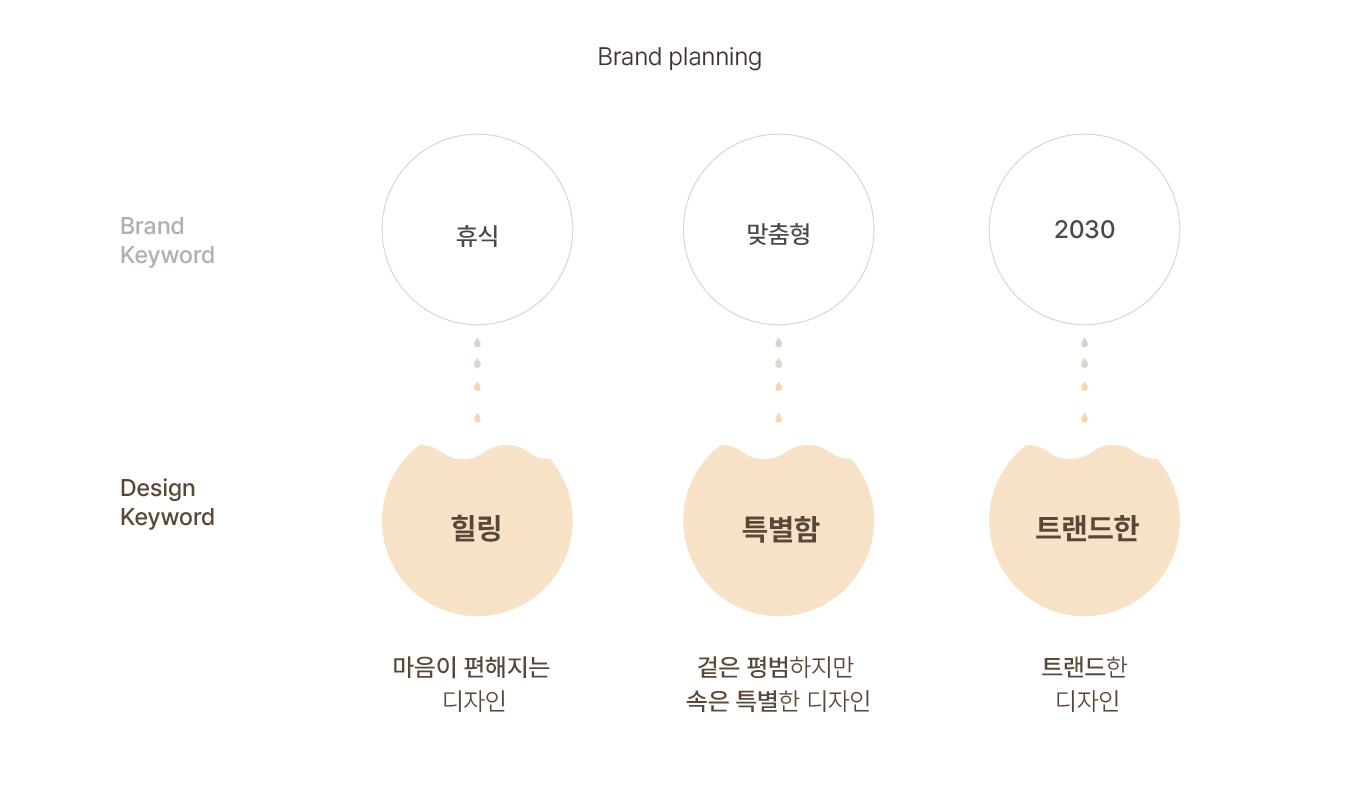 Brand planning
Brand
Keyword
휴식
맞춤형
2030
Design
Keyword
힐링
특별함
트랜드한
마음이 편해지는
디자인
겉은 평범하지만
속은 특별한 디자인
트랜드한
디자인